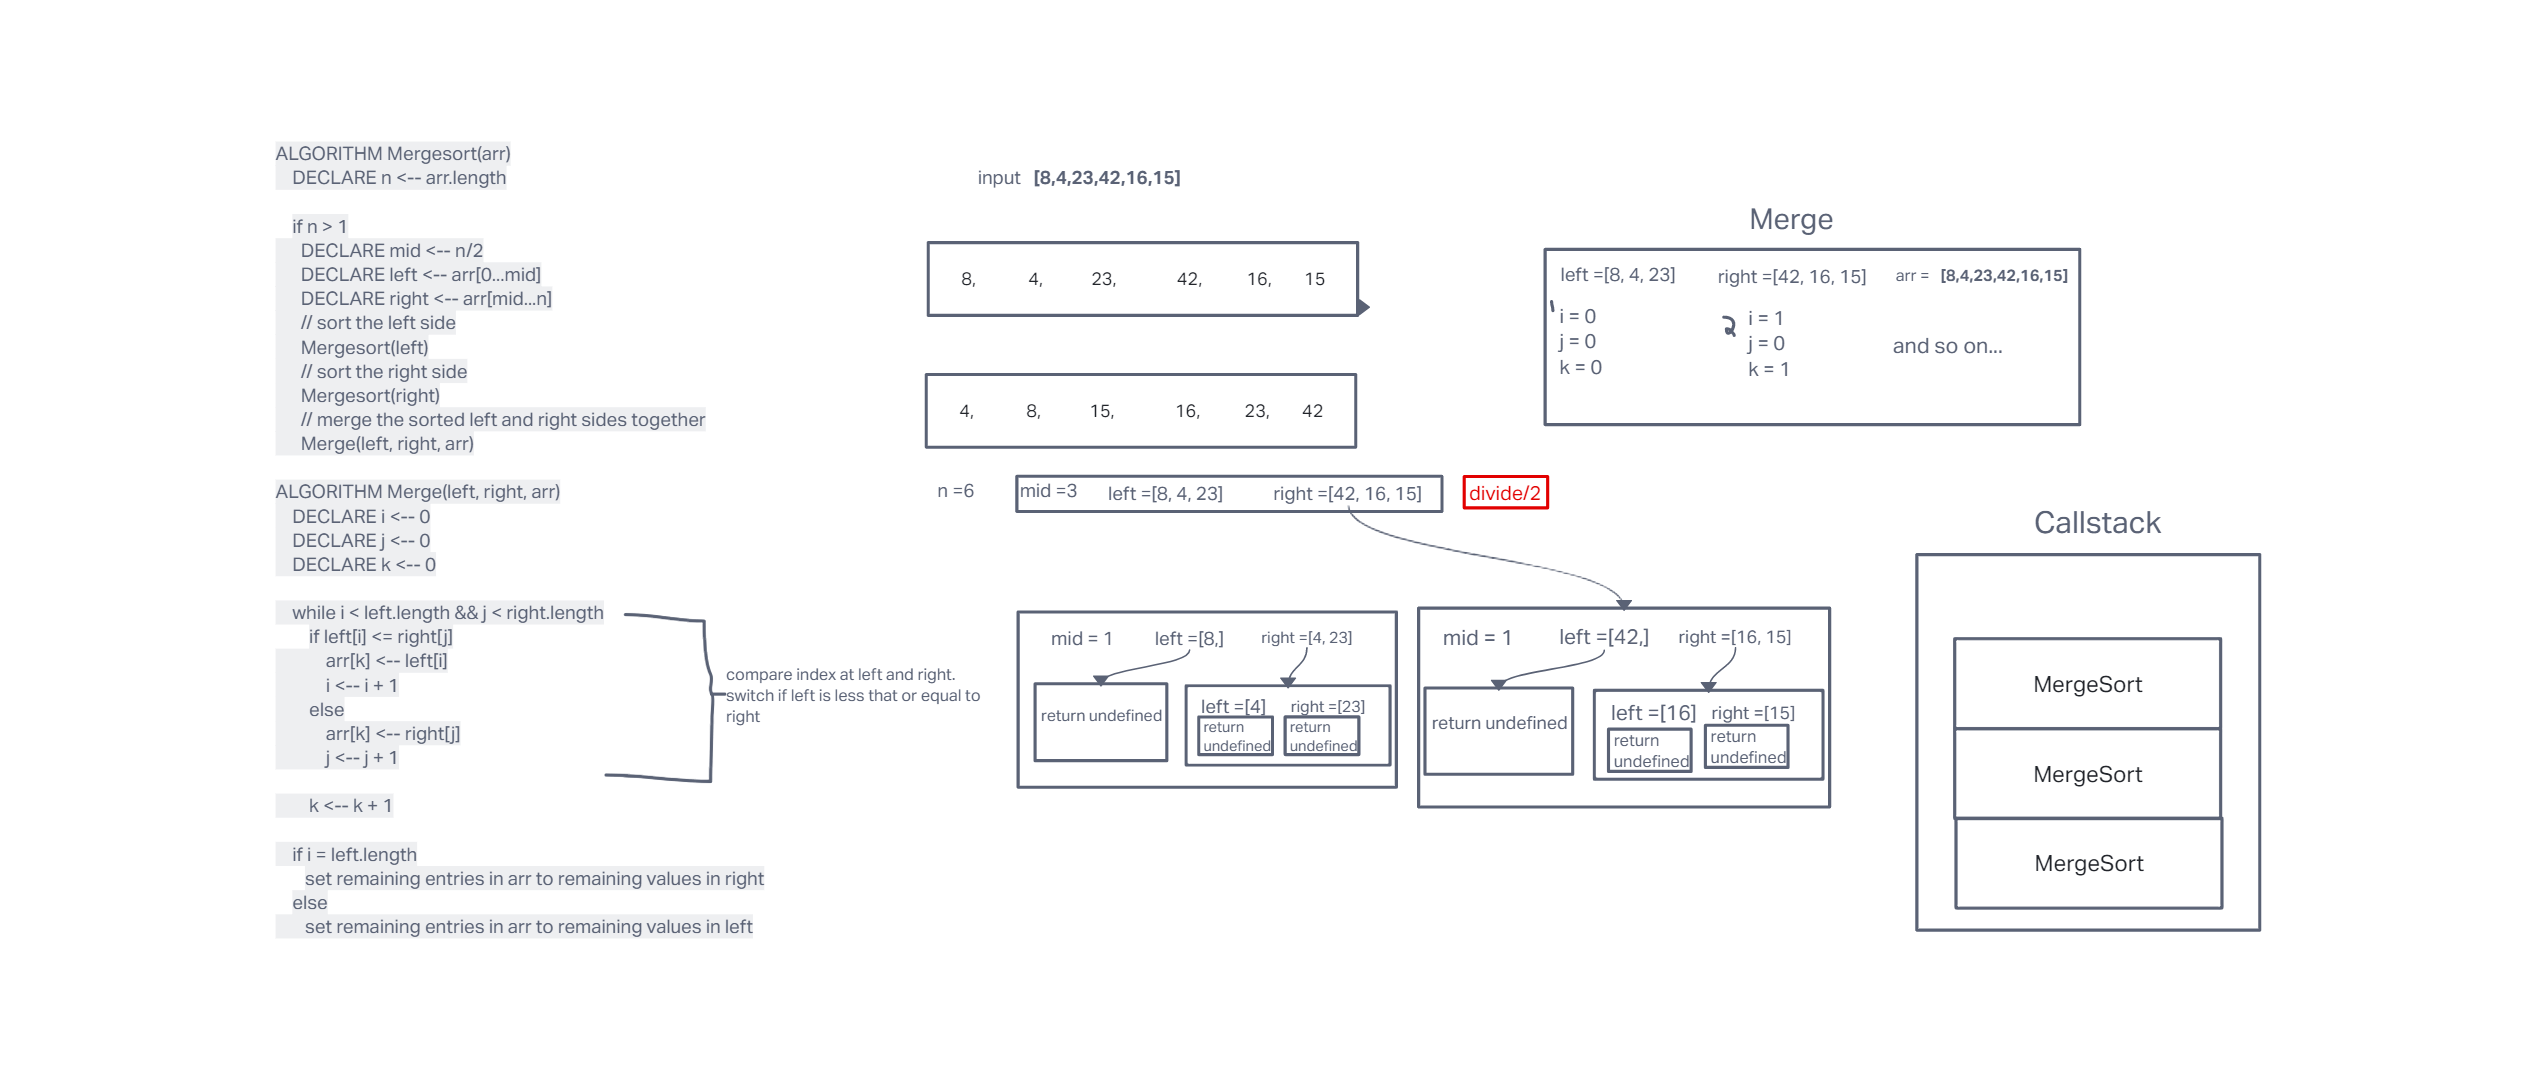 ALGORITHM Mergesort(arr)
DECLARE n <-- arr.length
if n > 1
DECLARE mid <-- n/2
DECLARE left <-- arr[0...mid]
DECLARE right <-- arr[mid...n]
// sort the left side
Mergesort(left)
// sort the right side
Mergesort(right)
// merge the sorted left and right sides together
Merge(left, right, arr)
ALGORITHM Merge(left, right, arr)
DECLARE i <-- 0
DECLARE j <-- 0
DECLARE k <-- 0
while i < left.length && j < right.length
if left[i] <= right[j]
arr[k] <-- left[i]
i <-- i + 1
else
arr[k] <-- right[j]
j <-- j + 1
k <-- k + 1
if i = left.length
set remaining entries in arr to remaining values in right
else
set remaining entries in arr to remaining values in left
compare index at left and right.
switch if left is less that or equal to
right
input [8,4,23,42,16,15]
8, 4, 23, 42, 16, 15
4, 8, 15, 16, 23, 42
n =6 mid =3 left =[8, 4, 23] right =[42, 16, 15] divide/2
mid = 1 left =[8,] right =[4, 23]
return undefined
left =[4] right =[23]
return
undefined
return
undefined
mid = 1 left =[42,] right =[16, 15]
return undefined
left =[16] right =[15]
return
undefined
return
undefined
Merge
left =[8, 4, 23] right =[42, 16, 15] arr = [8,4,23,42,16,15]
1
i = 0
j = 0
k = 0
2
i = 1
j = 0
k = 1
and so on...
Callstack
MergeSort
MergeSort
MergeSort